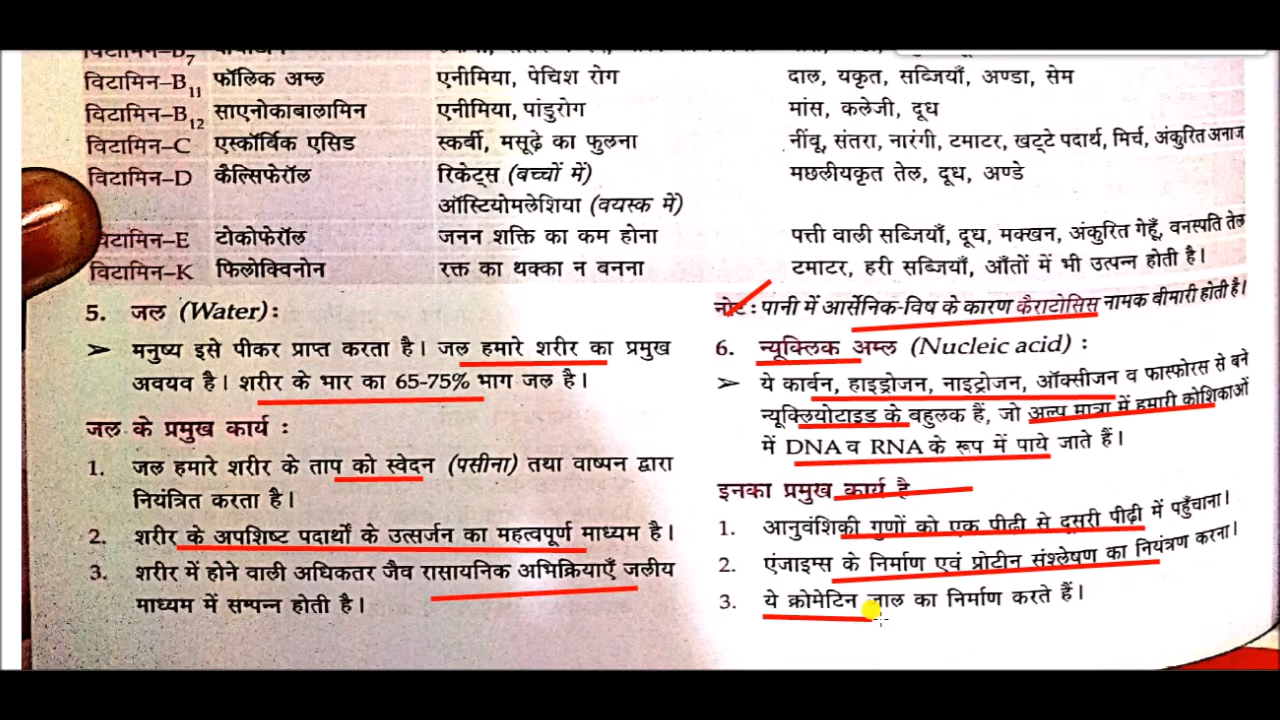 विटामिन–B7
विटामिन–B11 फॉलिक अम्ल एनीमिया, पेचिश रोग दाल, यकृत, सब्जियाँ, अण्डा, सेम
विटामिन–B12 साएनोकाबालामिन एनीमिया, पांडुरोग मांस, कलेजी, दूध
विटामिन–C एस्कॉर्बिक एसिड स्कर्वी, मसूढ़े का फुलना नींवू, संतरा, नारंगी, टमाटर, खट्टे पदार्थ, मिर्च, अंकुरित अनाज
विटामिन–D कैल्सिफेरॉल रिकेट्स (बच्चों में) मछलीयकृत तेल, दूध, अण्डे
ऑस्टियोमलेशिया (वयस्क में)
विटामिन–E टोकोफेरॉल जनन शक्ति का कम होना पत्ती वाली सब्जियाँ, दूध, मक्खन, अंकुरित गेहूँ, वनस्पति तेल
विटामिन–K फिलोक्विनोन रक्त का थक्का न बनना टमाटर, हरी सब्जियाँ, आँतों में भी उत्पन्न होती है।
5. जल (Water) :
➢ मनुष्य इसे पीकर प्राप्त करता है। जल हमारे शरीर का प्रमुख
अवयव है। शरीर के भार का 65-75% भाग जल है।
जल के प्रमुख कार्य :
1. जल हमारे शरीर के ताप को स्वेदन (पसीना) तथा वाष्पन द्वारा
नियंत्रित करता है।
2. शरीर के अपशिष्ट पदार्थों के उत्सर्जन का महत्वपूर्ण माध्यम है।
3. शरीर में होने वाली अधिकतर जैव रासायनिक अभिक्रियाएँ जलीय
माध्यम में सम्पन्न होती है।
नोट : पानी में आर्सेनिक-विष के कारण कैराटोसिस नामक बीमारी होती है।
6. न्यूक्लिक अम्ल (Nucleic acid) :
➢ ये कार्वन, हाइड्रोजन, नाइट्रोजन, ऑक्सीजन व फास्फोरस से बने
न्यूक्लियोटाइड के वहुलक हैं, जो अल्प मात्रा में हमारी कोशिकाओं
में DNA व RNA के रूप में पाये जाते हैं।
इनका प्रमुख कार्य है
1. आनुवंशिकी गुणों को एक पीढी से दूसरी पीढ़ी में पहुँचाना।
2. एंजाइम्स के निर्माण एवं प्रोटीन संश्लेषण का नियंत्रण करना।
3. ये क्रोमेटिन जाल का निर्माण करते हैं।